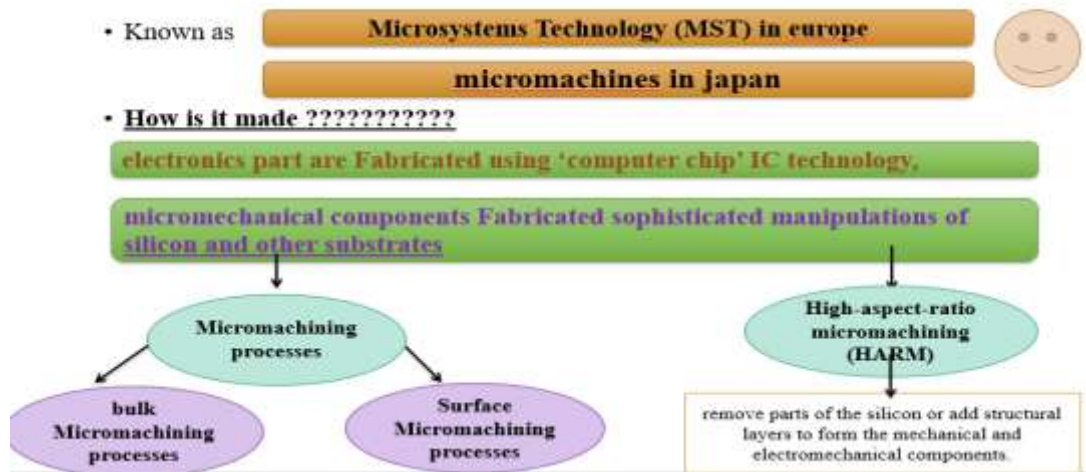 • Known as
Microsystems Technology (MST) in europe
micromachines in japan
• How is it made ???????????
electronics part are Fabricated using ‘computer chip’ IC technology,
micromechanical components Fabricated sophisticated manipulations of
silicon and other substrates
Micromachining
processes
High-aspect-ratio
micromachining
(HARM)
bulk
Micromachining
processes
Surface
Micromachining
processes
remove parts of the silicon or add structural
layers to form the mechanical and
electromechanical components.